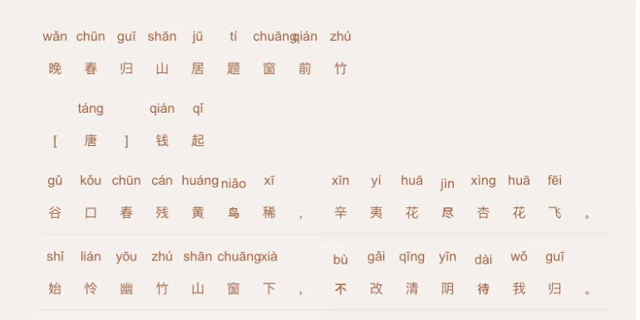 wǎn chūn guī shān jū tí chuāng qián zhú
晚 春 归 山 居 题 窗 前 竹
táng qián qǐ
[ 唐 ] 钱 起
gǔ kǒu chūn cán huáng niǎo xī xīn yí huā jìn xìng huā fēi
谷 口 春 残 黄 鸟 稀 ， 辛 夷 花 尽 杏 花 飞 。
shǐ lián yōu zhú shān chuāng xià bù gǎi qīng yīn dài wǒ guī
始 怜 幽 竹 山 窗 下 ， 不 改 清 阴 待 我 归 。